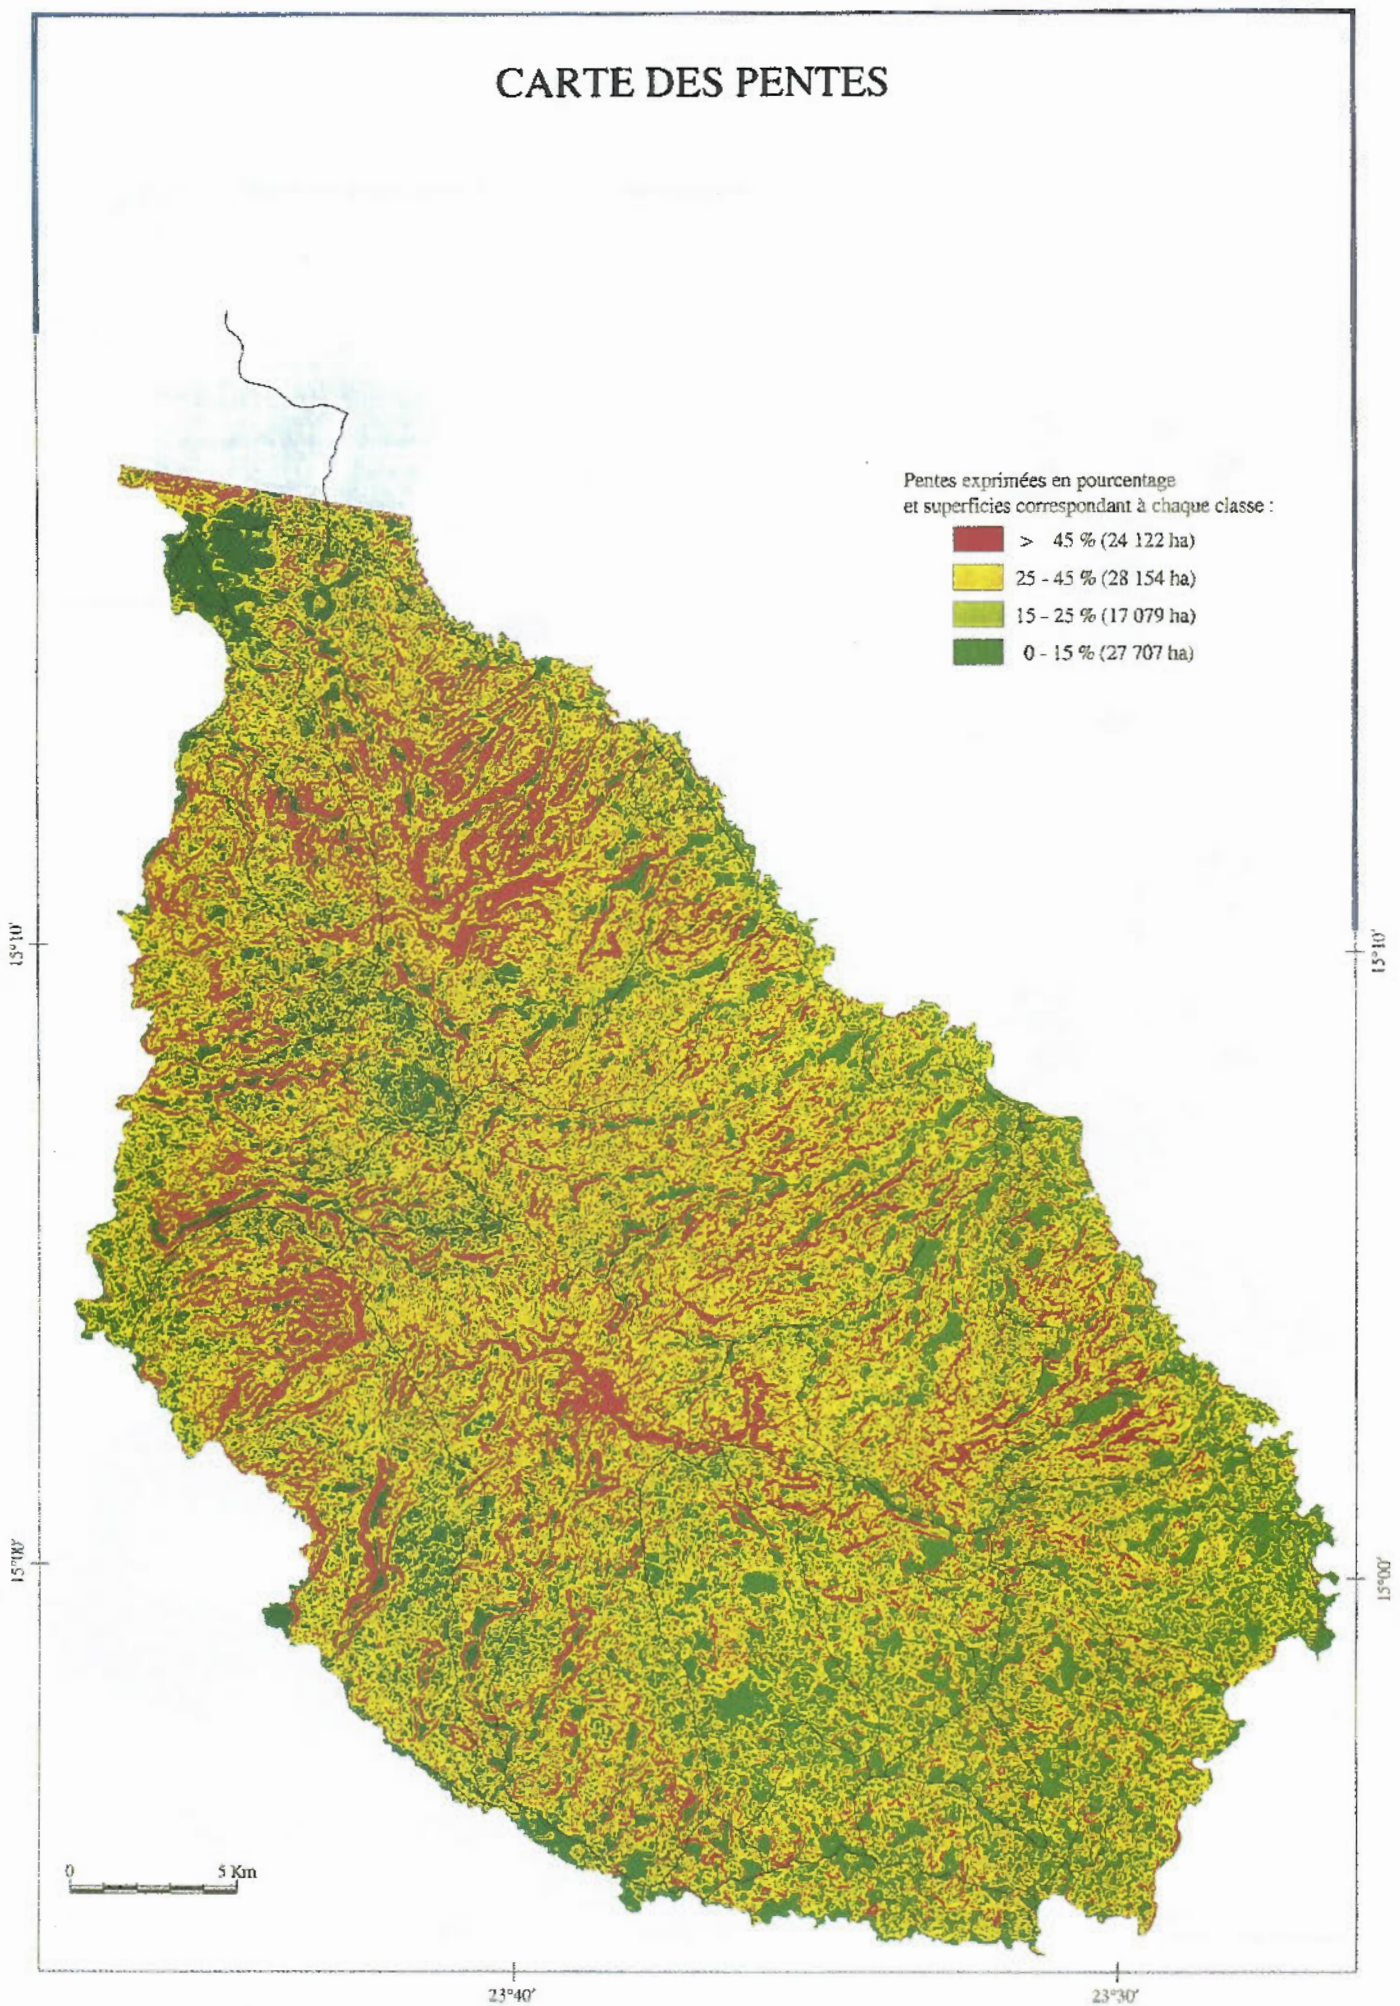 CARTE DES PENTES
Pentes exprimées en pourcentage
et superficies correspondant à chaque classe :
> 45 % (24 122 ha)
25 - 45 % (28 154 ha)
15 - 25 % (17 079 ha)
0 - 15 % (27 707 ha)
15°10'
15°10'
15°00'
15°00'
0 5 Km
23°40'
23°30'